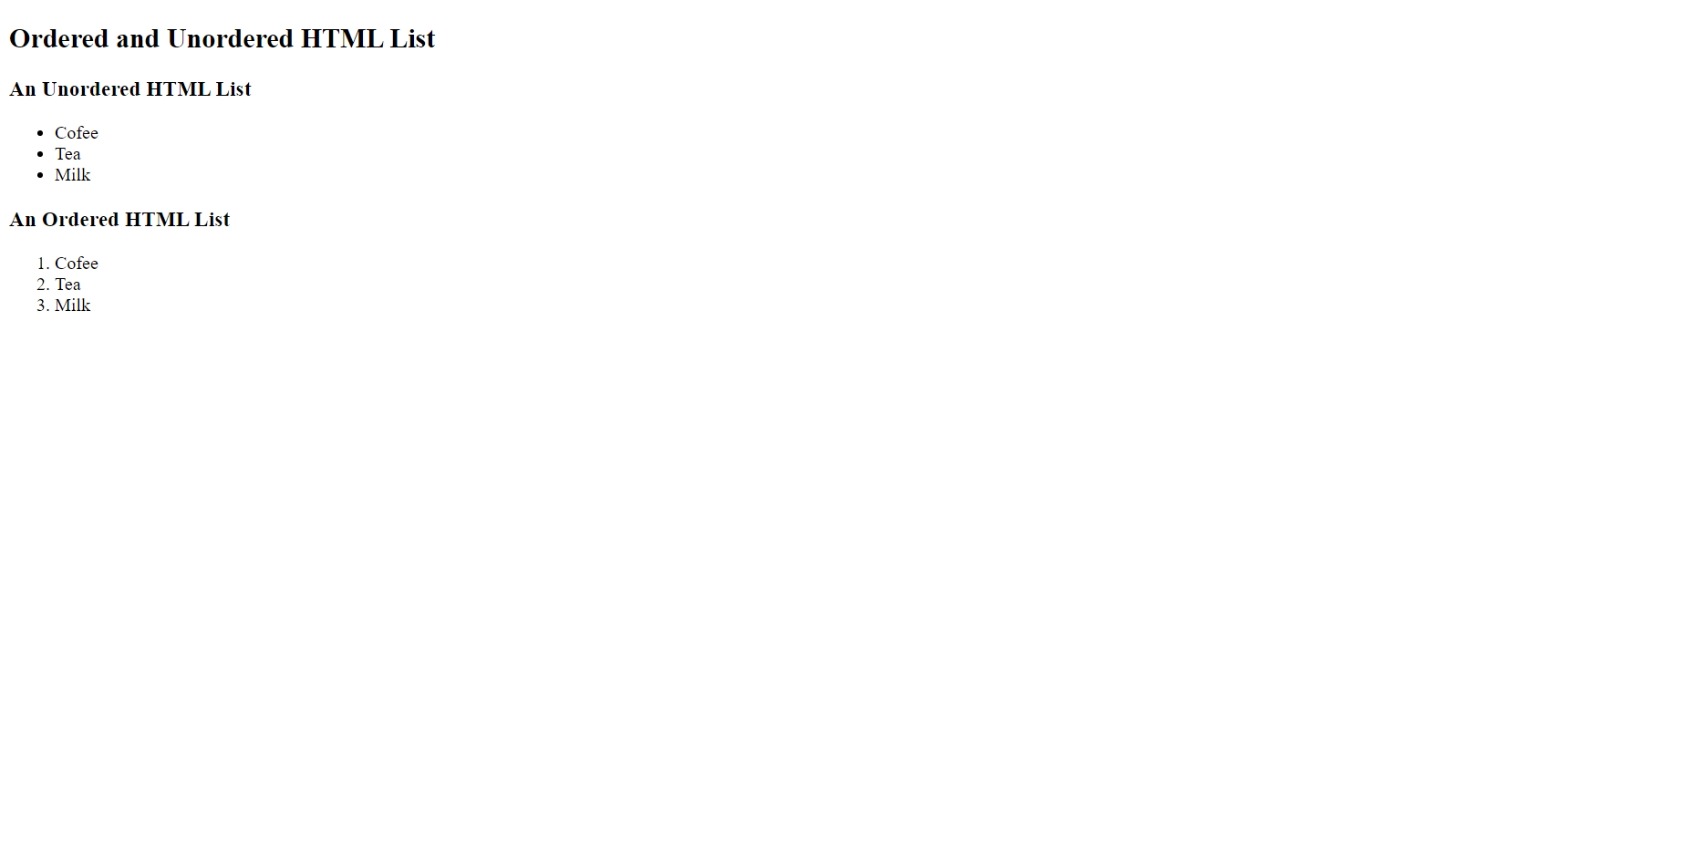 Ordered and Unordered HTML List
An Unordered HTML List
• Cofee
• Tea
• Milk
An Ordered HTML List
1. Cofee
2. Tea
3. Milk